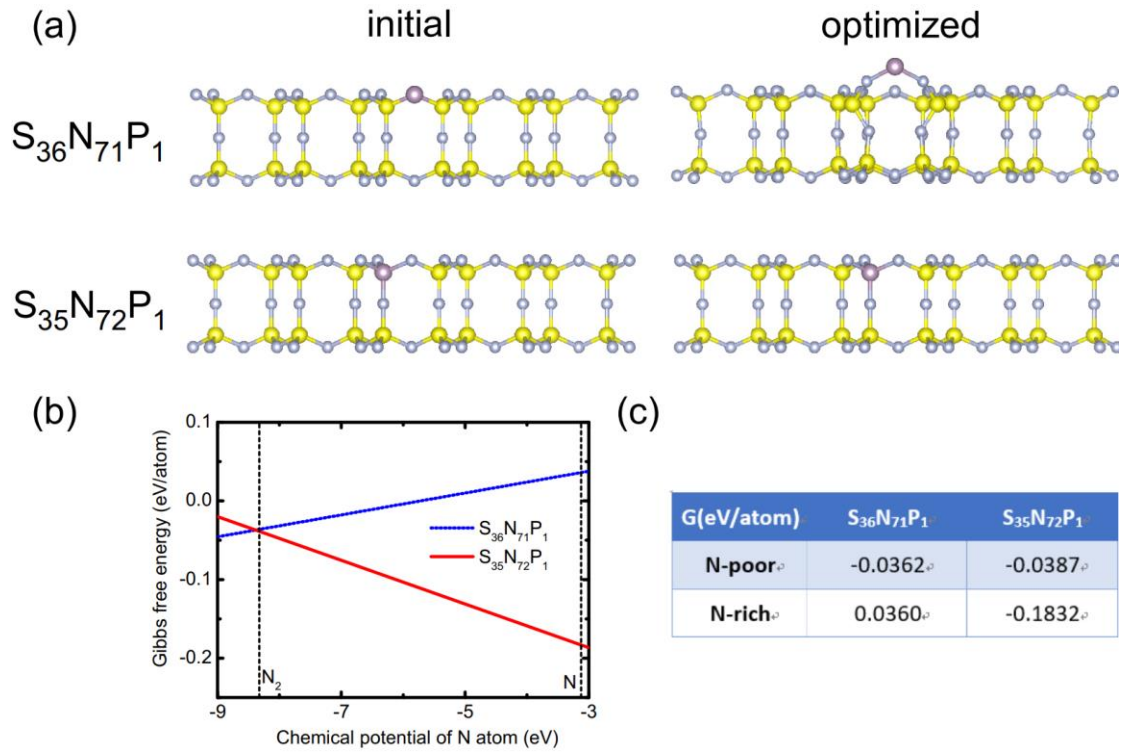 (a)
initial
optimized
S₃₆N₇₁P₁
S₃₅N₇₂P₁
(b)
Gibbs free energy (eV/atom)
0.1
0.0
-0.1
-0.2
S₃₆N₇₁P₁
S₃₅N₇₂P₁
N₂
N
-9
-7
-5
-3
Chemical potential of N atom (eV)
(c)
G(eV/atom) S₃₆N₇₁P₁ S₃₅N₇₂P₁
N-poor -0.0362 -0.0387
N-rich 0.0360 -0.1832